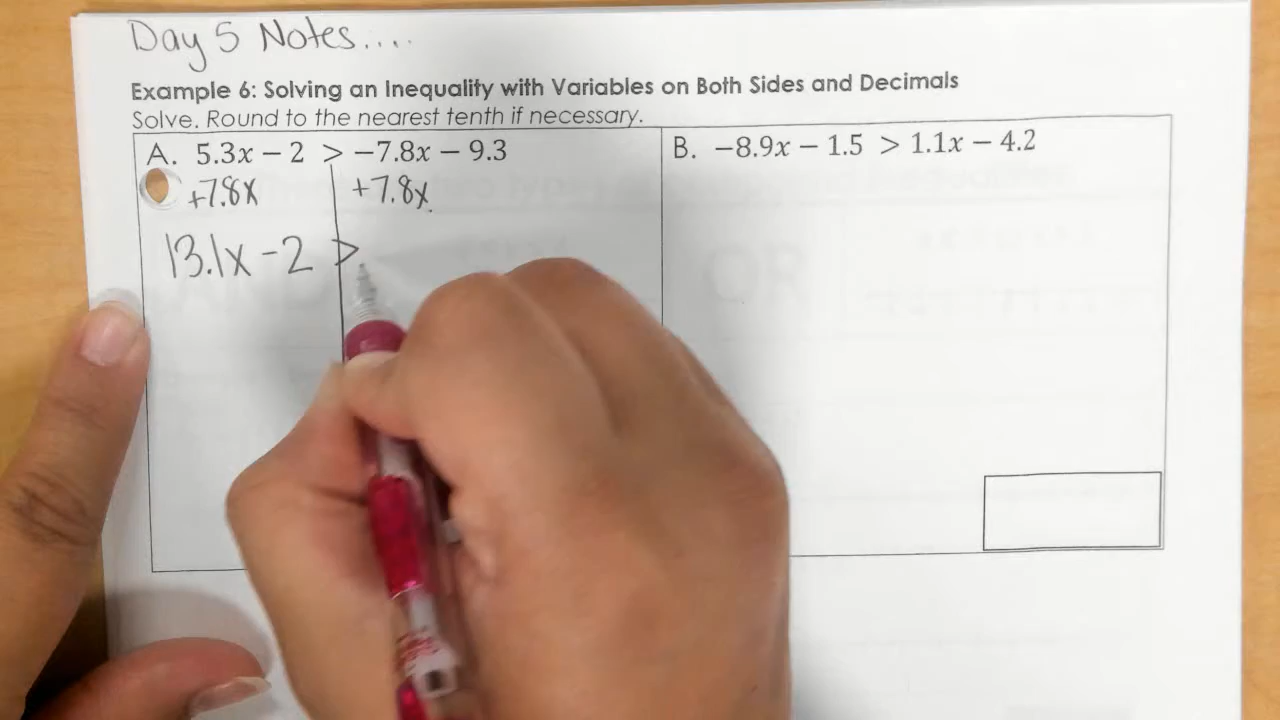 Day 5 Notes....
Example 6: Solving an Inequality with Variables on Both Sides and Decimals
Solve. Round to the nearest tenth if necessary.
A. 5.3x − 2 > −7.8x − 9.3
+7.8x +7.8x
13.1x − 2 >
B. −8.9x − 1.5 > 1.1x − 4.2